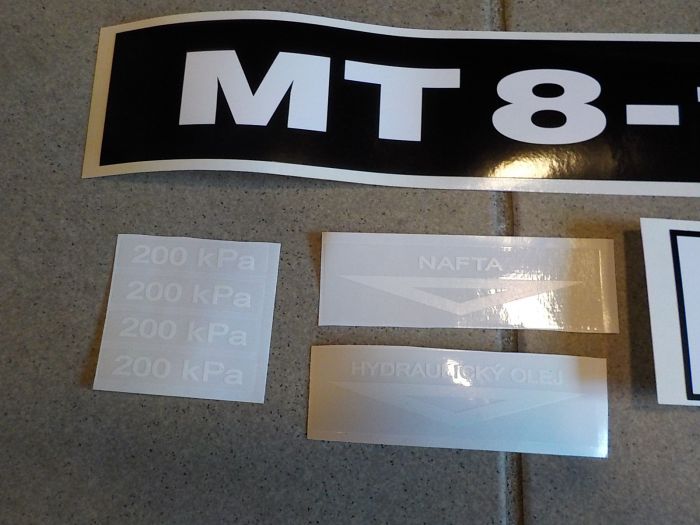 MT 8-
200 kPa
200 kPa
200 kPa
200 kPa
NAFTA
HYDRAULICKÝ OLEJ